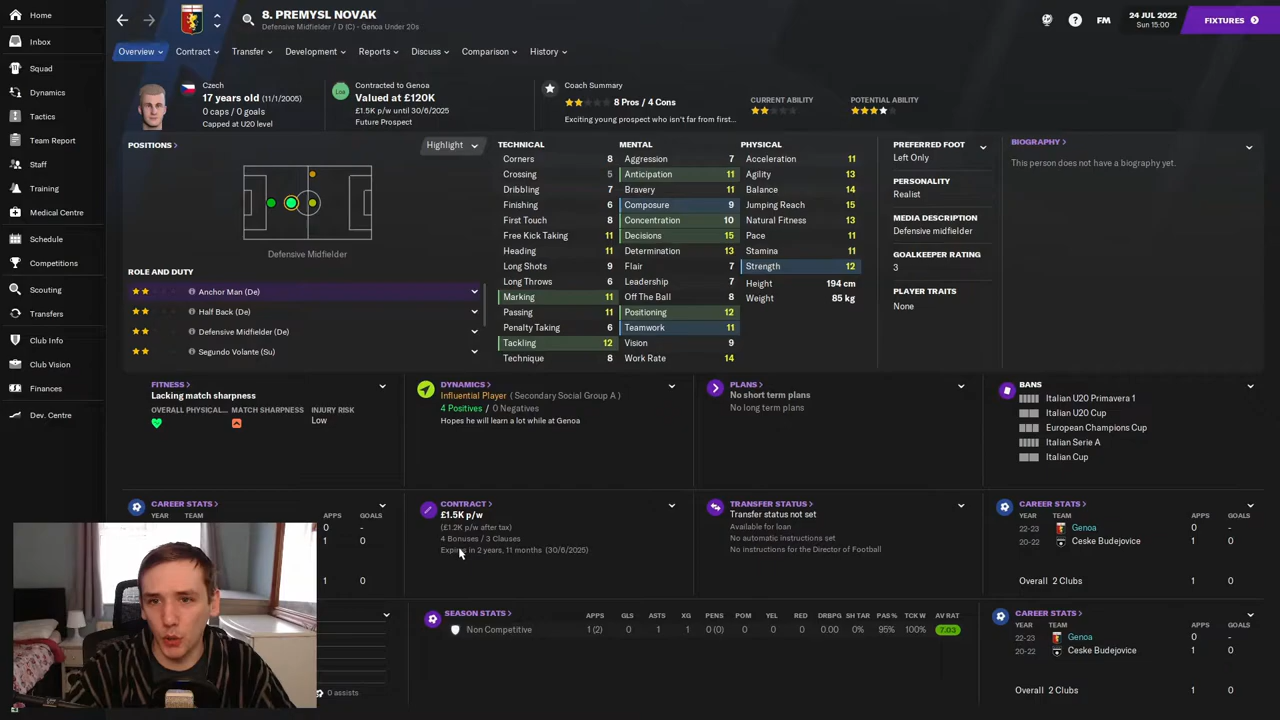 Home
Inbox
Squad
Dynamics
Tactics
Team Report
Staff
Training
Medical Centre
Schedule
Competitions
Scouting
Transfers
Club Info
Club Vision
Finances
Dev. Centre
8. PREMYSL NOVAK
Defensive Midfielder / D (C) - Genoa Under 20s
FM
24 JUL 2022
Sun 15:00
FIXTURES
Overview
Contract
Transfer
Development
Reports
Discuss
Comparison
History
Czech
17 years old (11/1/2005)
0 caps / 0 goals
Capped at U20 level
Loa
Contracted to Genoa
Valued at £120K
£1.5K p/w until 30/6/2025
Future Prospect
Coach Summary
8 Pros / 4 Cons
Exciting young prospect who isn't far from first...
CURRENT ABILITY
POTENTIAL ABILITY
POSITIONS
Highlight
Defensive Midfielder
ROLE AND DUTY
Anchor Man (De)
Half Back (De)
Defensive Midfielder (De)
Segundo Volante (Su)
TECHNICAL
Corners 8
Crossing 5
Dribbling 7
Finishing 6
First Touch 8
Free Kick Taking 11
Heading 11
Long Shots 9
Long Throws 6
Marking 11
Passing 11
Penalty Taking 6
Tackling 12
Technique 8
MENTAL
Aggression 7
Anticipation 11
Bravery 11
Composure 9
Concentration 10
Decisions 15
Determination 13
Flair 7
Leadership 7
Off The Ball 8
Positioning 12
Teamwork 11
Vision 9
Work Rate 14
PHYSICAL
Acceleration 11
Agility 13
Balance 14
Jumping Reach 15
Natural Fitness 13
Pace 11
Stamina 11
Strength 12
Height 194 cm
Weight 85 kg
PREFERRED FOOT
Left Only
PERSONALITY
Realist
MEDIA DESCRIPTION
Defensive midfielder
GOALKEEPER RATING
3
PLAYER TRAITS
None
BIOGRAPHY
This person does not have a biography yet.
FITNESS
Lacking match sharpness
OVERALL PHYSICAL... MATCH SHARPNESS INJURY RISK
Low
DYNAMICS
Influential Player ( Secondary Social Group A )
4 Positives / 0 Negatives
Hopes he will learn a lot while at Genoa
PLANS
No short term plans
No long term plans
BANS
Italian U20 Primavera 1
Italian U20 Cup
European Champions Cup
Italian Serie A
Italian Cup
CAREER STATS
YEAR TEAM APPS GOALS
0 -
1 0
1 0
CONTRACT
£1.5K p/w
(£1.2K p/w after tax)
4 Bonuses / 3 Clauses
Expires in 2 years, 11 months (30/6/2025)
TRANSFER STATUS
Transfer status not set
Available for loan
No automatic instructions set
No instructions for the Director of Football
CAREER STATS
YEAR TEAM APPS GOALS
22-23 Genoa 0 -
20-22 Ceske Budejovice 1 0
Overall 2 Clubs 1 0
0 assists
SEASON STATS
APPS GLS ASTS XG PENS POM YEL RED DRBPG SH TAR PAS % TCK W AV RAT
Non Competitive 1 (2) 0 1 1 0 (0) 0 0 0 0.00 0% 95% 100% 7.03
CAREER STATS
YEAR TEAM APPS GOALS
22-23 Genoa 0 -
20-22 Ceske Budejovice 1 0
Overall 2 Clubs 1 0